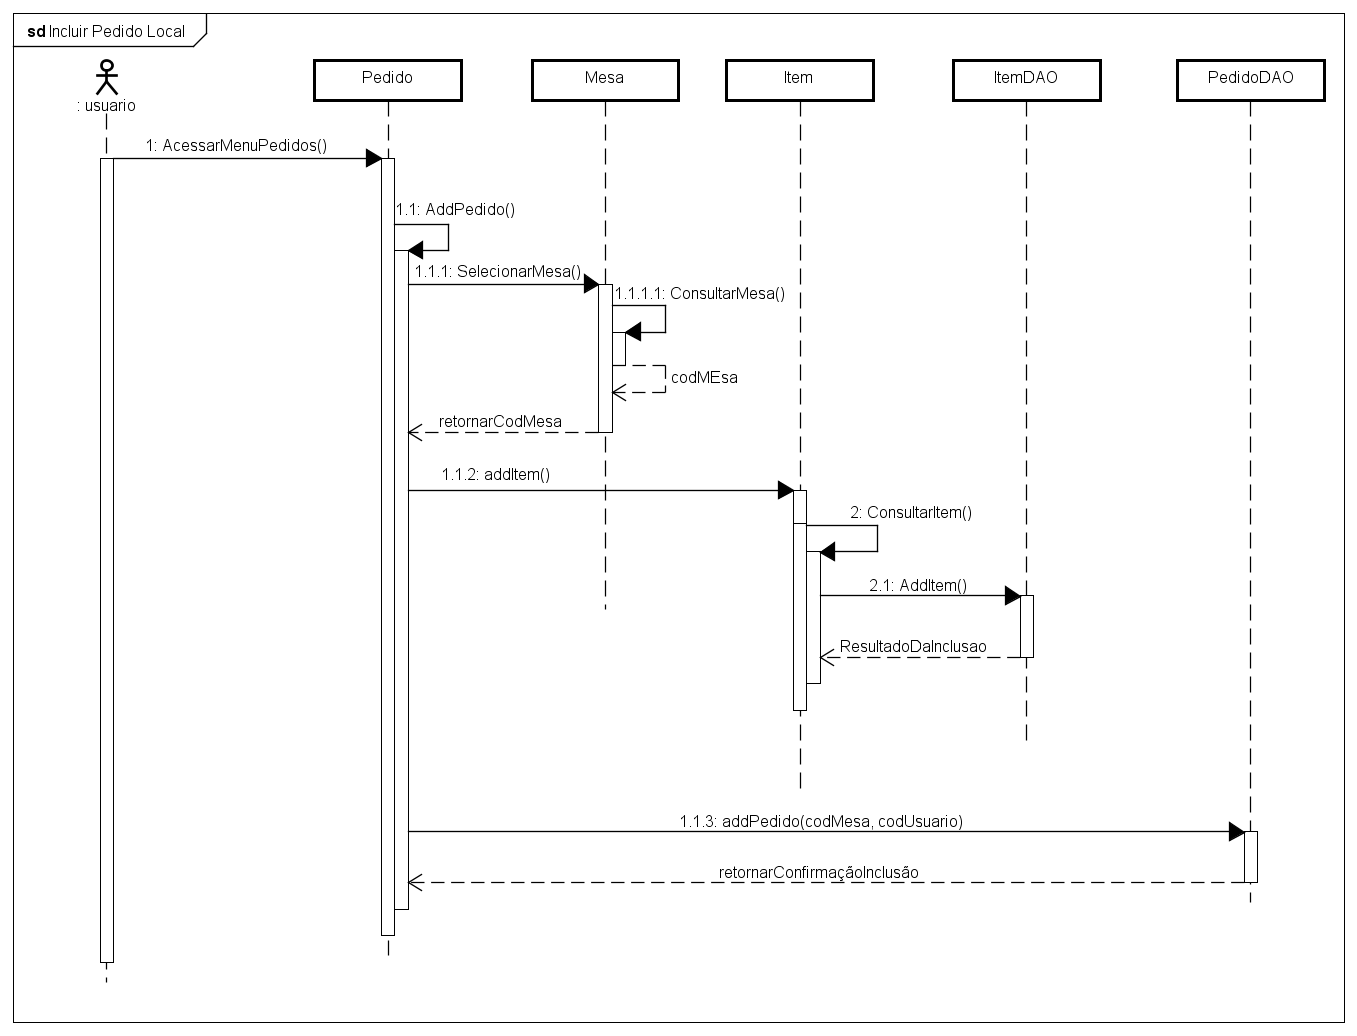 sd Incluir Pedido Local
: usuario
Pedido
Mesa
Item
ItemDAO
PedidoDAO
1: AcessarMenuPedidos()
1.1: AddPedido()
1.1.1: SelecionarMesa()
1.1.1.1: ConsultarMesa()
codMEsa
retornarCodMesa
1.1.2: addItem()
2: ConsultarItem()
2.1: AddItem()
ResultadoDaInclusao
1.1.3: addPedido(codMesa, codUsuario)
retornarConfirmaçãoInclusão